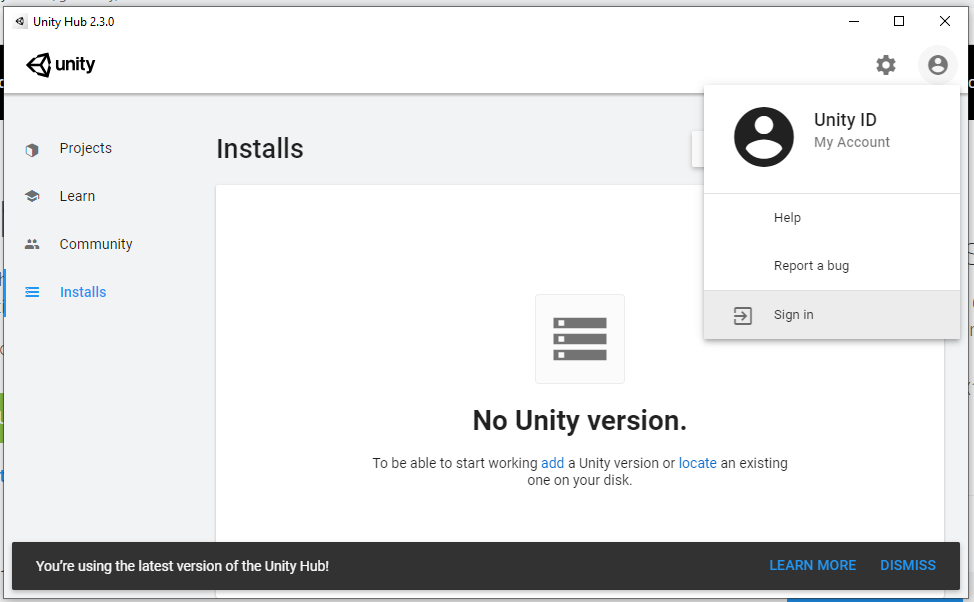 Unity Hub 2.3.0
unity
Unity ID
My Account
Projects
Installs
Learn
Help
Community
Report a bug
Installs
Sign in
No Unity version.
To be able to start working add a Unity version or locate an existing
one on your disk.
You're using the latest version of the Unity Hub!
LEARN MORE
DISMISS